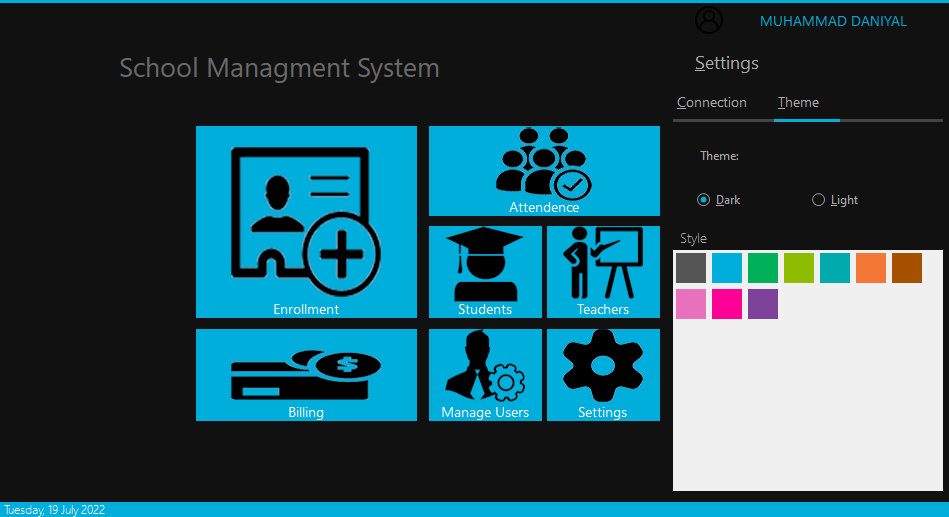 MUHAMMAD DANIYAL
School Managment System
Settings
Connection
Theme
Theme:
Dark
Light
Style
Enrollment
Attendence
Students
Teachers
Billing
Manage Users
Settings
Tuesday, 19 July 2022